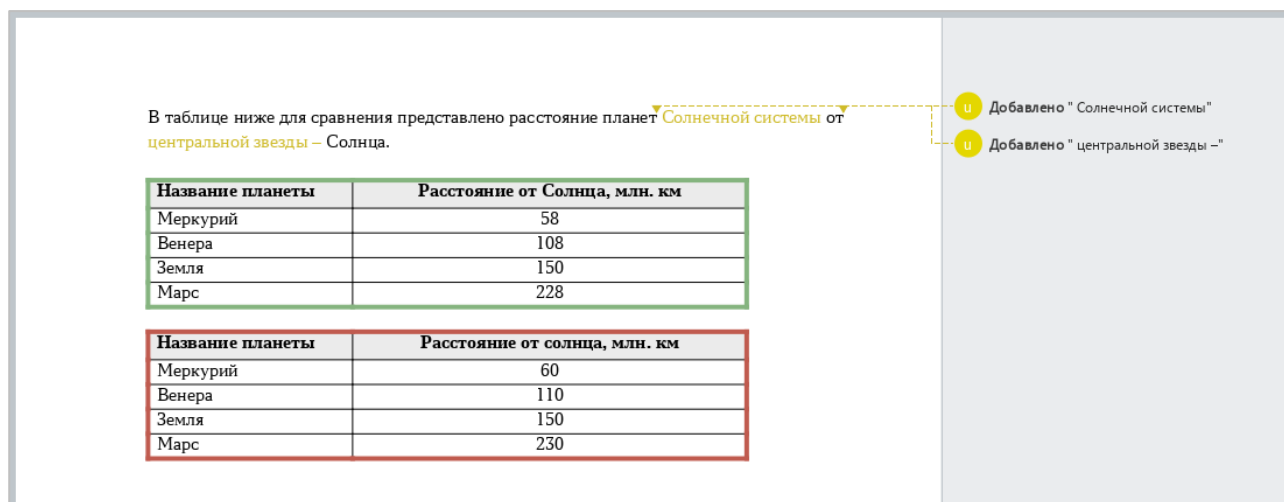 В таблице ниже для сравнения представлено расстояние планет Солнечной системы от
центральной звезды – Солнца.
Название планеты Расстояние от Солнца, млн. км
Меркурий 58
Венера 108
Земля 150
Марс 228
Название планеты Расстояние от солнца, млн. км
Меркурий 60
Венера 110
Земля 150
Марс 230
u Добавлено " Солнечной системы"
u Добавлено " центральной звезды –"